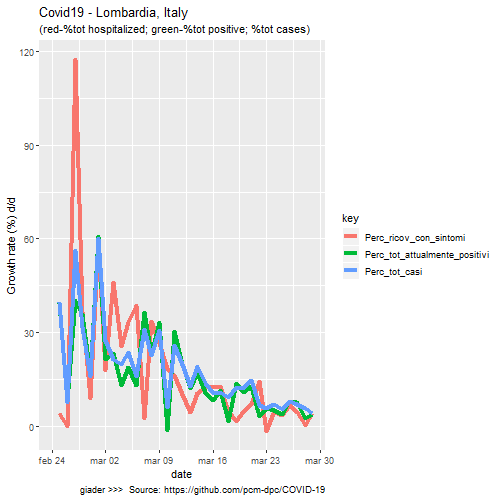 Covid19 - Lombardia, Italy
(red-%tot hospitalized; green-%tot positive; %tot cases)
120
90
60
30
0
Growth rate (%) d/d
feb 24
mar 02
mar 09
mar 16
mar 23
mar 30
date
key
Perc_ricov_con_sintomi
Perc_tot_attualmente_positivi
Perc_tot_casi
giader >>> Source: https://github.com/pcm-dpc/COVID-19